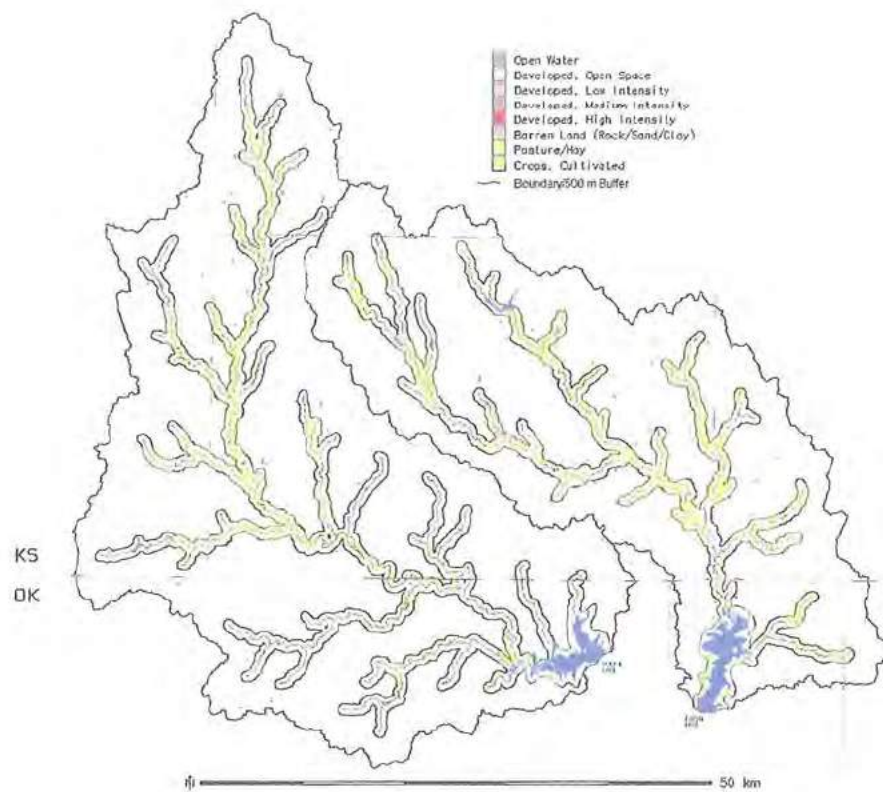 Open Water
Developed, Open Space
Developed, Low Intensity
Developed, Medium Intensity
Developed, High Intensity
Barren Land (Rock/Sand/Clay)
Pasture/Hay
Crops, Cultivated
Boundary/500 m Buffer
KS
OK
50 km